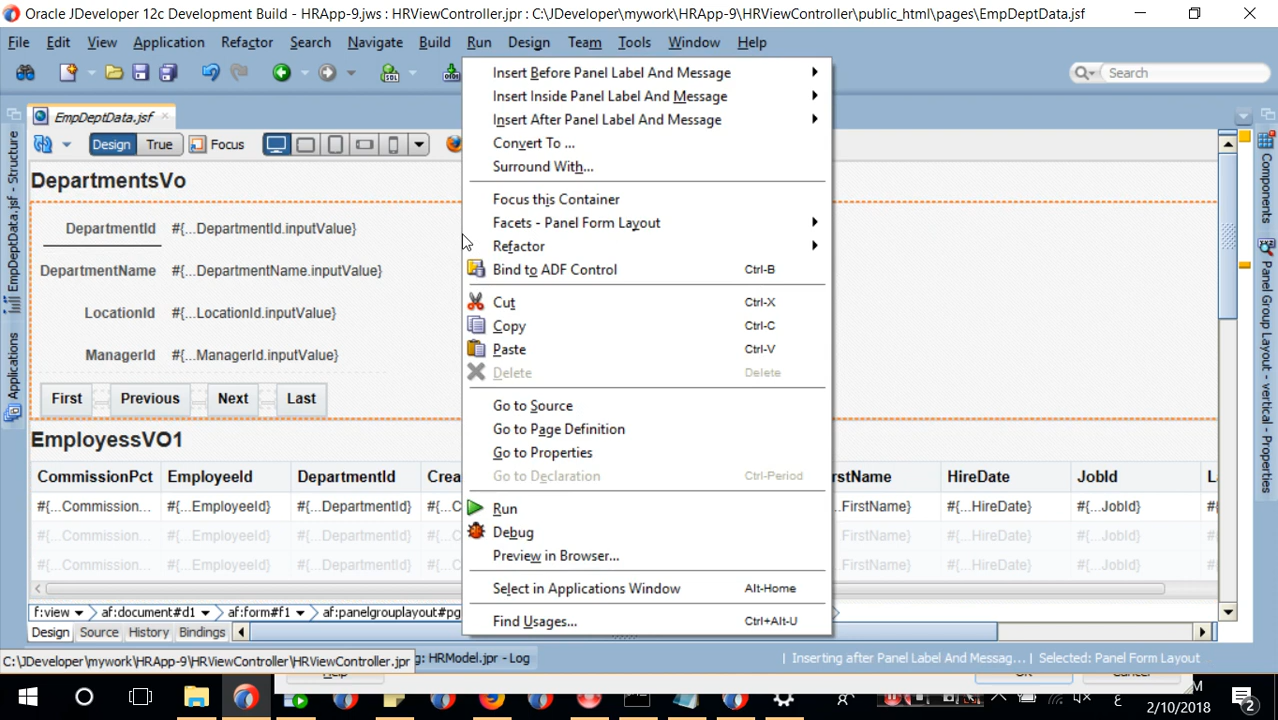 Oracle JDeveloper 12c Development Build - HRApp-9.jws : HRViewController.jpr : C:\JDeveloper\mywork\HRApp-9\HRViewController\public_html\pages\EmpDeptData.jsf
File Edit View Application Refactor Search Navigate Build Run Design Team Tools Window Help
Search
EmpDeptData.jsf
Design True Focus
DepartmentsVo
DepartmentId #{...DepartmentId.inputValue}
DepartmentName #{...DepartmentName.inputValue}
LocationId #{...LocationId.inputValue}
ManagerId #{...ManagerId.inputValue}
First Previous Next Last
EmployessVO1
CommissionPct EmployeeId DepartmentId Crea
#{...Commission... #{...EmployeeId} #{...DepartmentId} #{...C
#{...Commission... #{...EmployeeId} #{...DepartmentId} #{...C
#{...Commission... #{...EmployeeId} #{...DepartmentId} #{...C
rstName HireDate JobId
.FirstName} #{...HireDate} #{...JobId}
.FirstName} #{...HireDate} #{...JobId}
.FirstName} #{...HireDate} #{...JobId}
Insert Before Panel Label And Message
Insert Inside Panel Label And Message
Insert After Panel Label And Message
Convert To ...
Surround With...
Focus this Container
Facets - Panel Form Layout
Refactor
Bind to ADF Control Ctrl-B
Cut Ctrl-X
Copy Ctrl-C
Paste Ctrl-V
Delete Delete
Go to Source
Go to Page Definition
Go to Properties
Go to Declaration Ctrl-Period
Run
Debug
Preview in Browser...
Select in Applications Window Alt-Home
Find Usages... Ctrl+Alt-U
EmpDeptData.jsf - Structure
Applications
Components
Panel Group Layout - vertical - Properties
f:view af:document#d1 af:form#f1 af:panelgrouplayout#pg
Design Source History Bindings
C:\JDeveloper\mywork\HRApp-9\HRViewController\HRViewController.jpr
g: HRModel.jpr - Log
Inserting after Panel Label And Messag... | Selected: Panel Form Layout
Help
2/10/2018
2